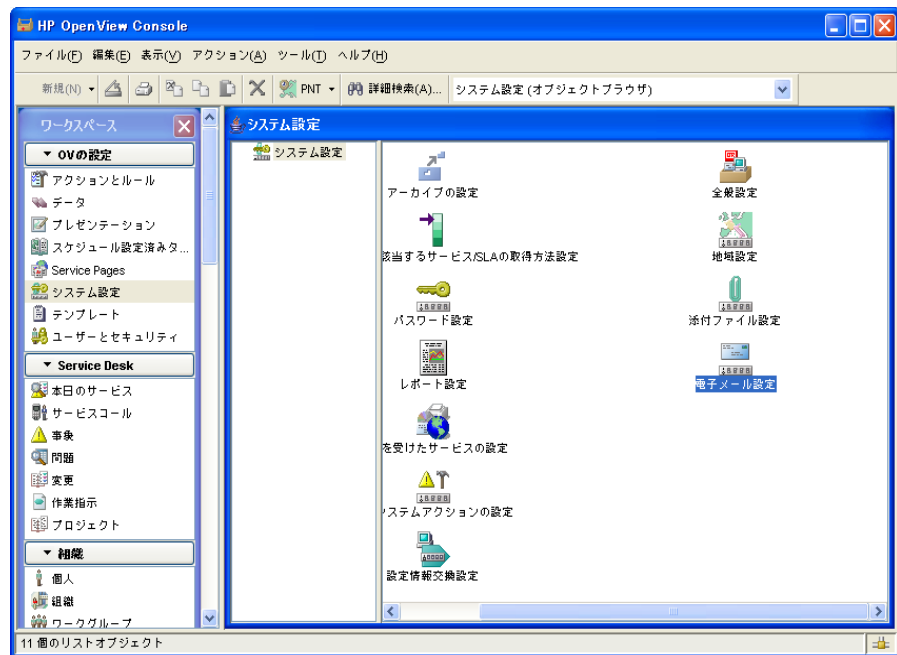 HP OpenView Console
ファイル(F) 編集(E) 表示(V) アクション(A) ツール(T) ヘルプ(H)
新規(N) PNT 詳細検索(A)... システム設定 (オブジェクトブラウザ)
ワークスペース
OVの設定
アクションとルール
データ
プレゼンテーション
スケジュール設定済みタ...
Service Pages
システム設定
テンプレート
ユーザーとセキュリティ
Service Desk
本日のサービス
サービスコール
事象
問題
変更
作業指示
プロジェクト
組織
個人
組織
ワークグループ
システム設定
システム設定
アーカイブの設定
全般設定
該当するサービス/SLAの取得方法設定
地域設定
パスワード設定
添付ファイル設定
レポート設定
電子メール設定
を受けたサービスの設定
ステムアクションの設定
設定情報交換設定
11 個のリストオブジェクト